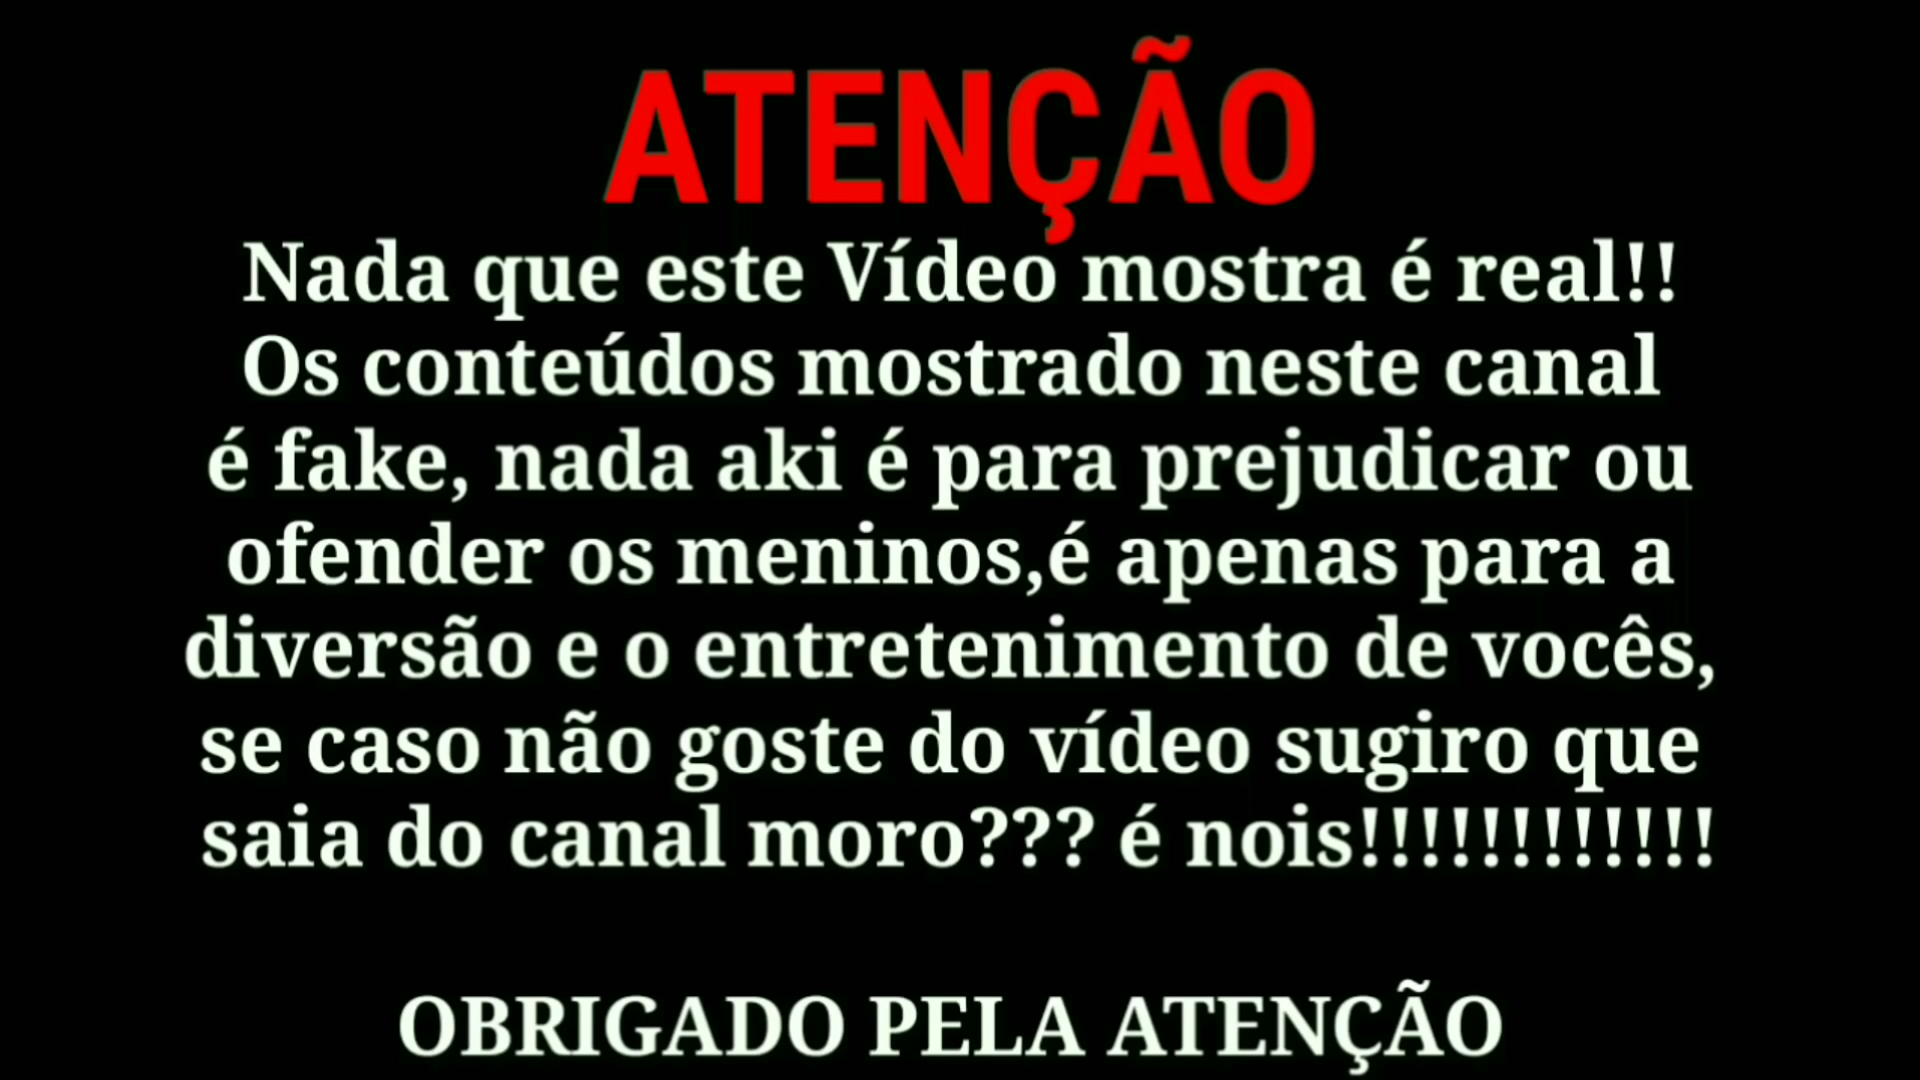 ATENÇÃO
Nada que este Vídeo mostra é real!!
Os conteúdos mostrado neste canal
é fake, nada aki é para prejudicar ou
ofender os meninos,é apenas para a
diversão e o entretenimento de vocês,
se caso não goste do vídeo sugiro que
saia do canal moro??? é nois!!!!!!!!!!!!
OBRIGADO PELA ATENÇÃO